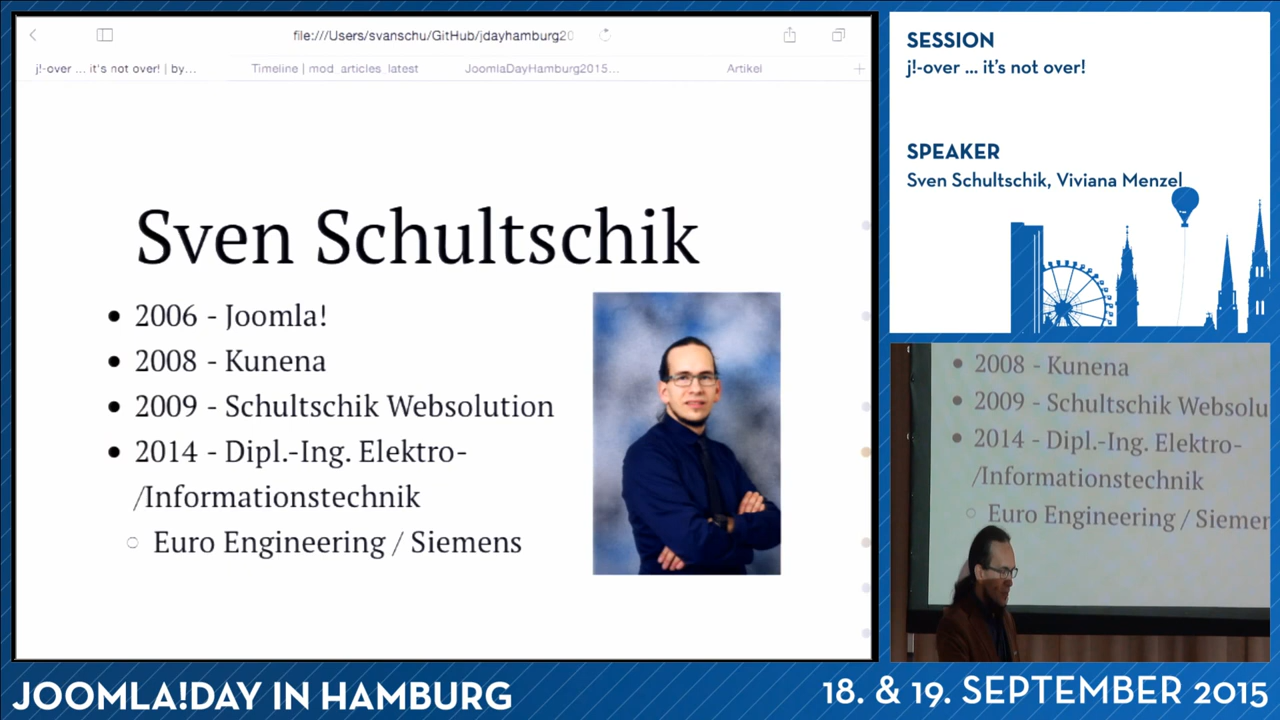 file:///Users/svanschu/GitHub/jdayhamburg20
j!-over ... it's not over! | by...
Timeline | mod_articles_latest
JoomlaDayHamburg2015...
Artikel
Sven Schultschik
2006 - Joomla!
2008 - Kunena
2009 - Schultschik Websolution
2014 - Dipl.-Ing. Elektro-
/Informationstechnik
Euro Engineering / Siemens
SESSION
j!-over ... it's not over!
SPEAKER
Sven Schultschik, Viviana Menzel
2008 - Kunena
2009 - Schultschik Websolu
2014 - Dipl.-Ing. Elektro-
/Informationstechnik
Euro Engineering / Siemen
JOOMLA!DAY IN HAMBURG
18. & 19. SEPTEMBER 2015